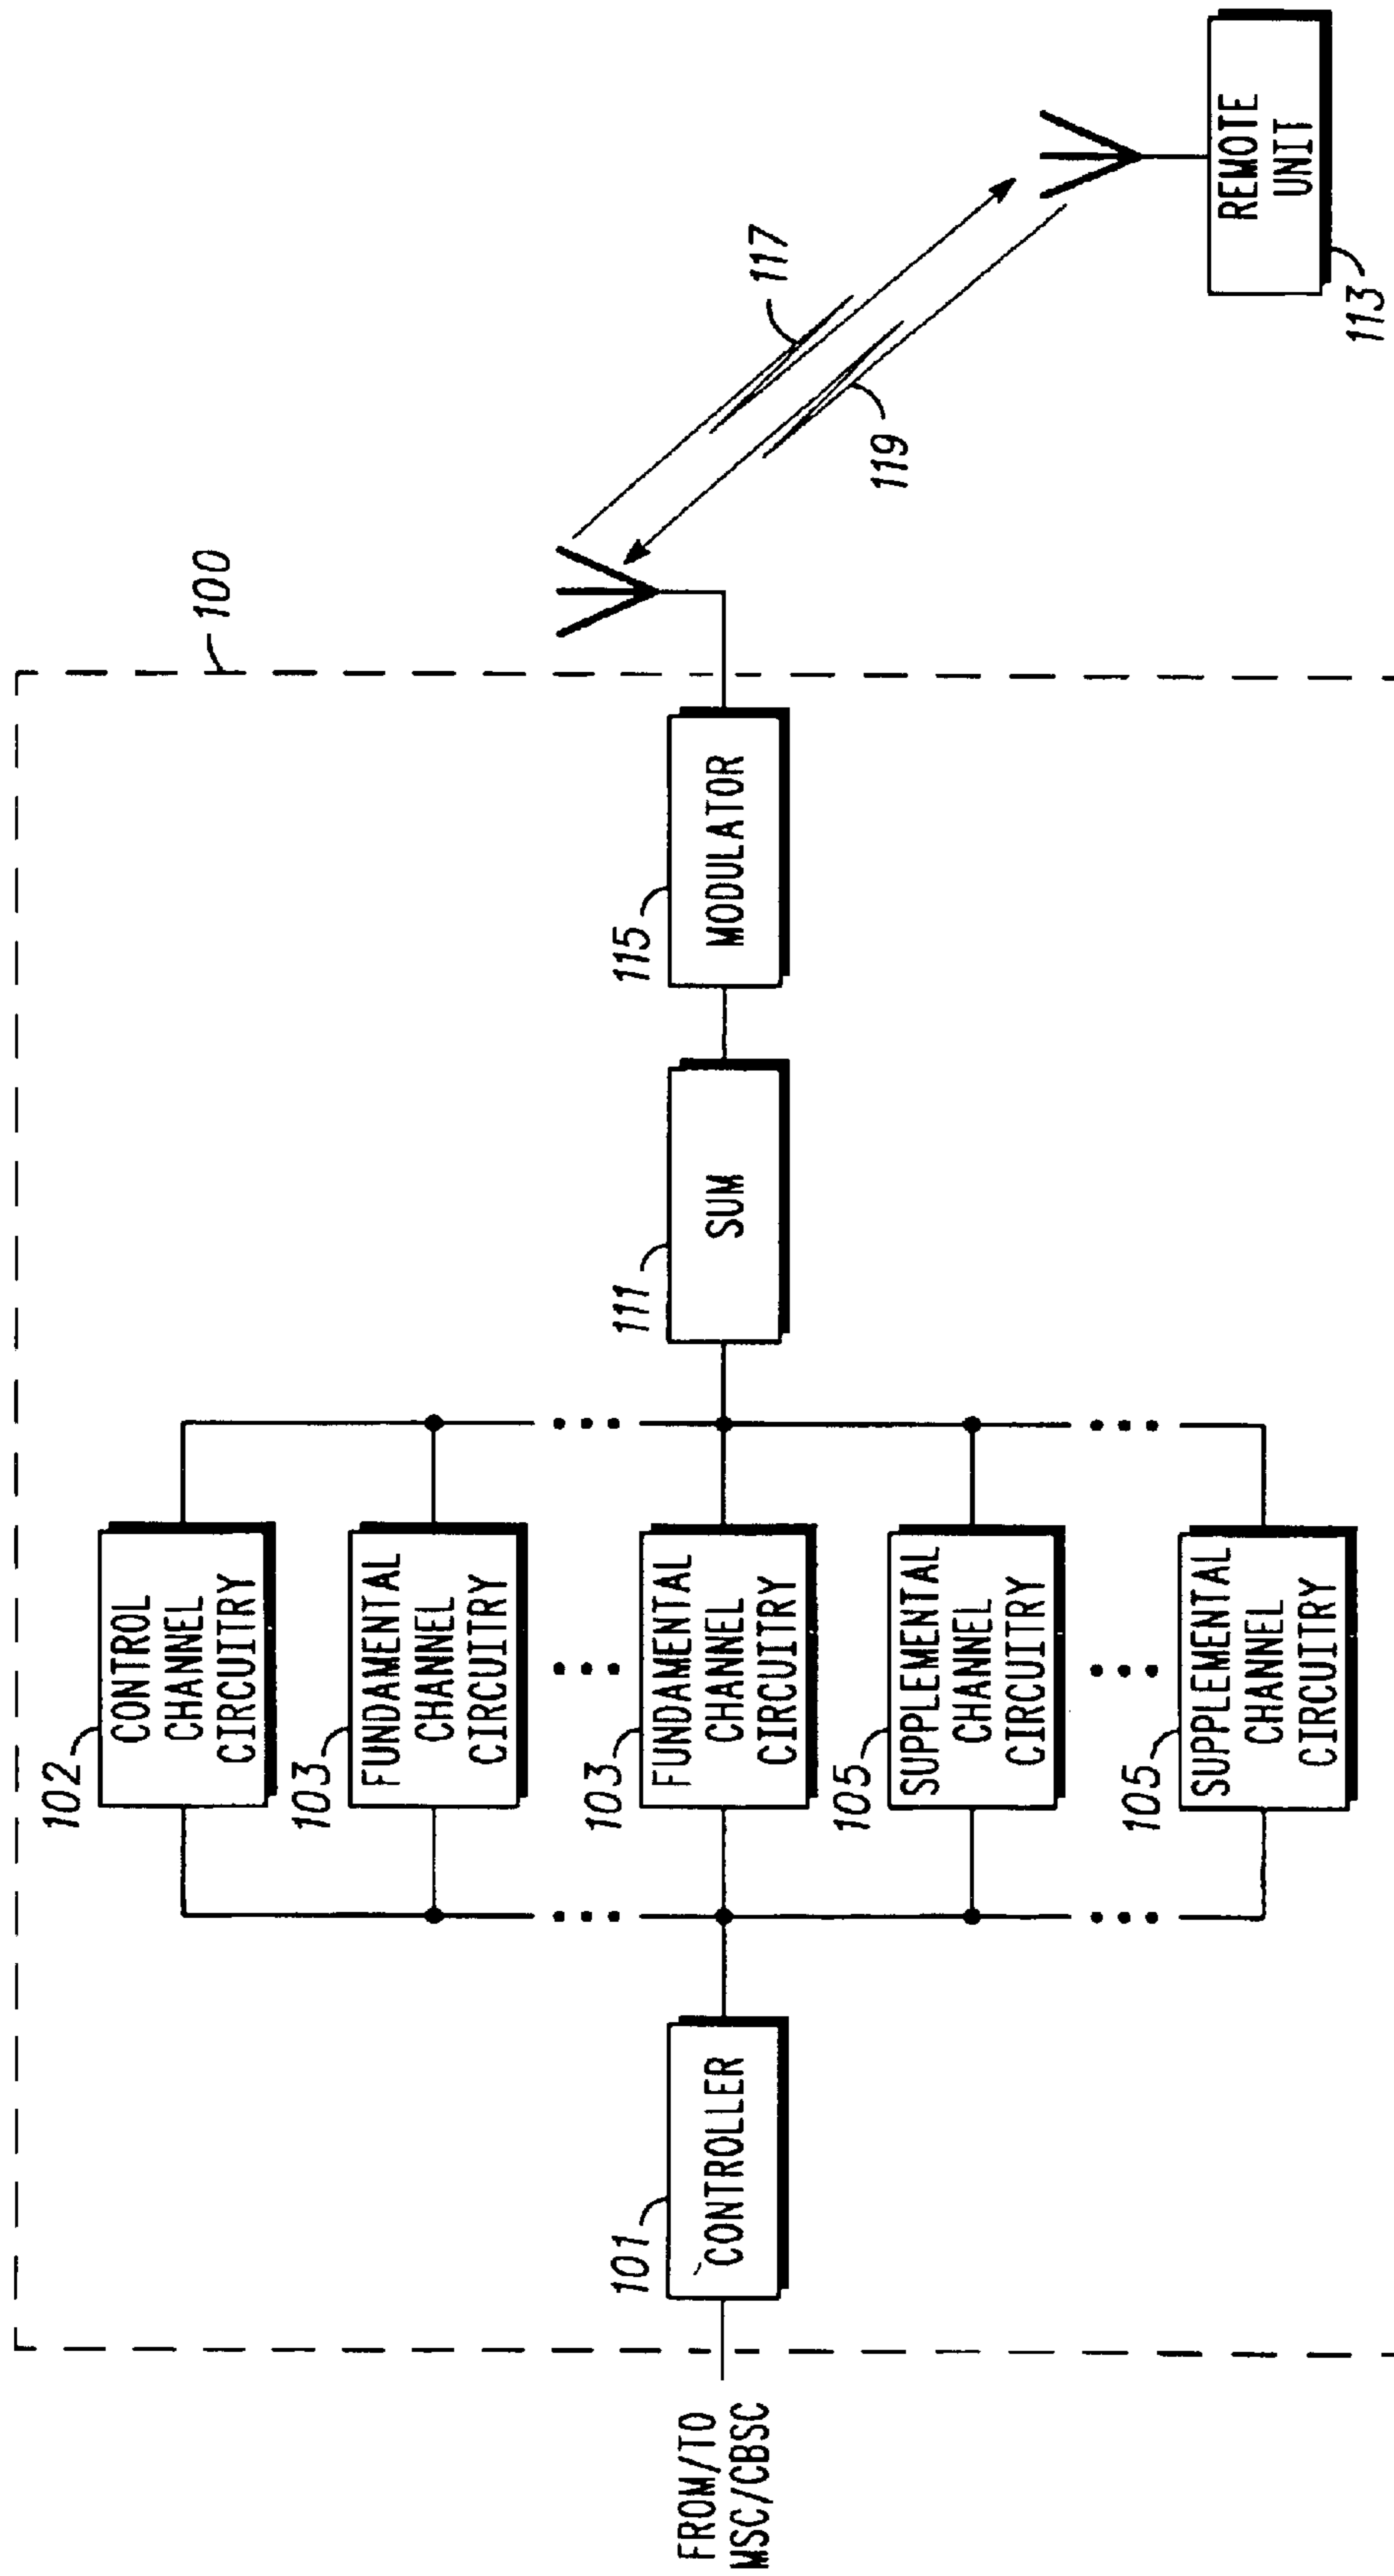 100
102
CONTROL
CHANNEL
CIRCUITRY
103
FUNDAMENTAL
CHANNEL
CIRCUITRY
103
FUNDAMENTAL
CHANNEL
CIRCUITRY
105
SUPPLEMENTAL
CHANNEL
CIRCUITRY
105
SUPPLEMENTAL
CHANNEL
CIRCUITRY
FROM/TO
MSC/CBSC
101
CONTROLLER
111
SUM
115
MODULATOR
117
119
REMOTE
UNIT
113